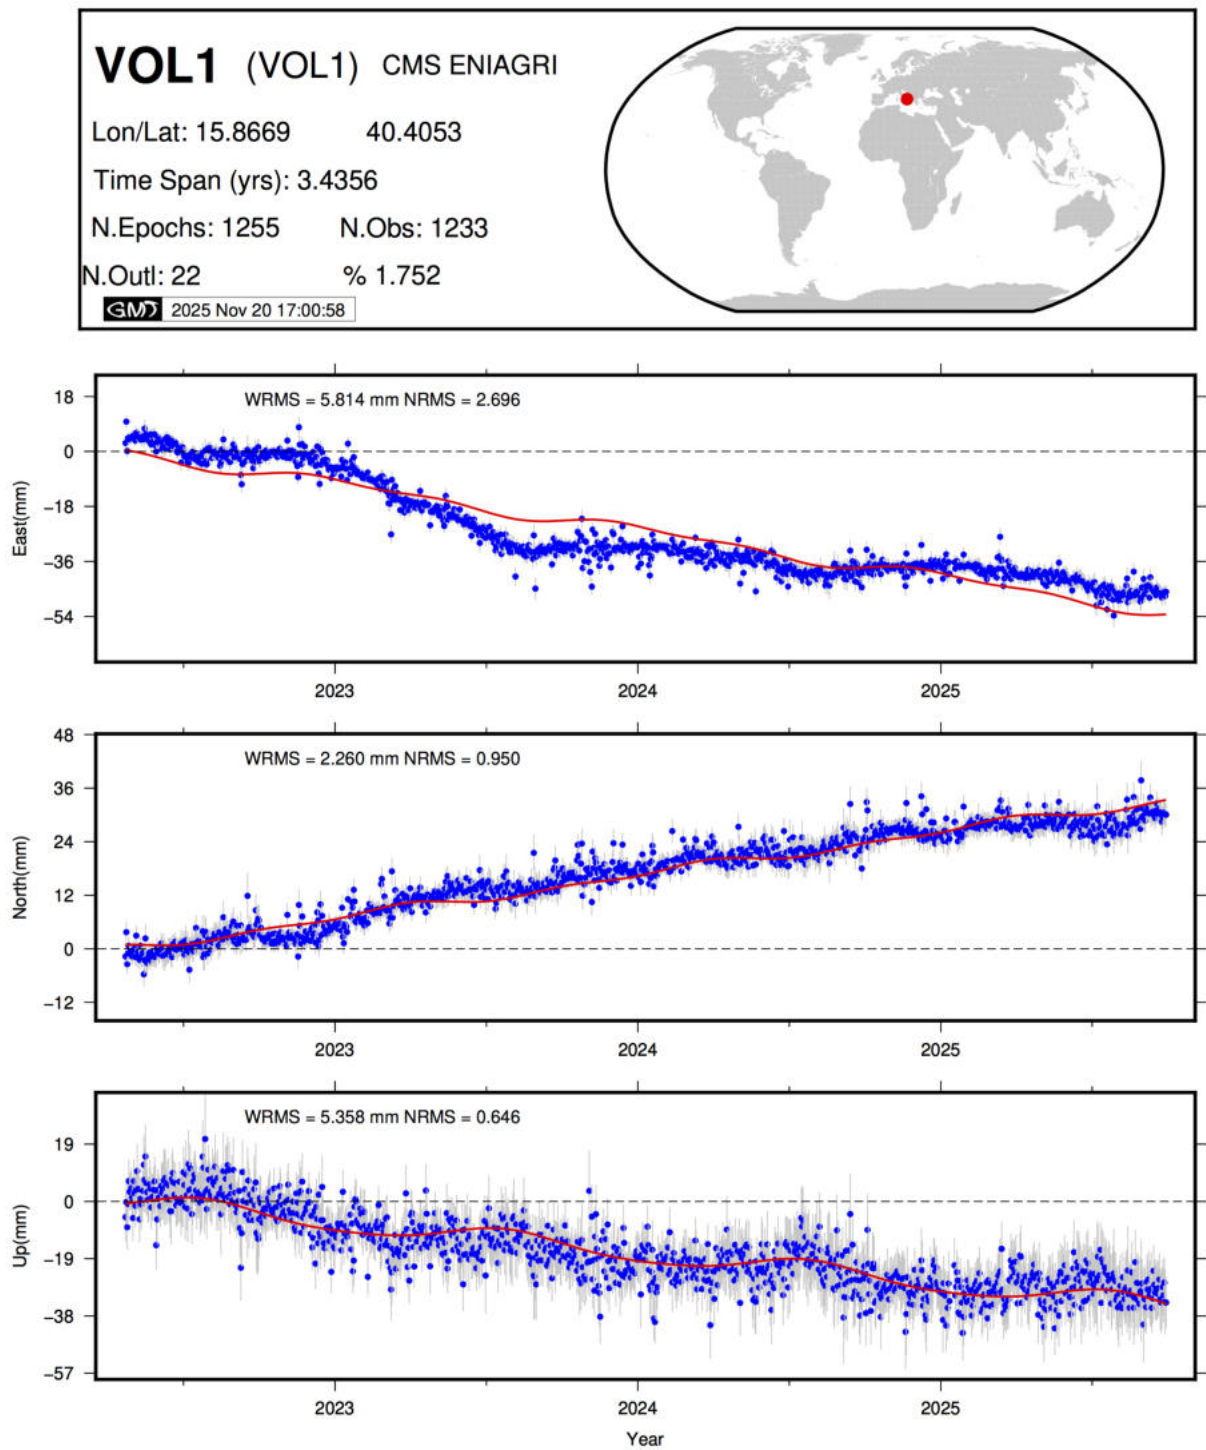 VOL1 (VOL1) CMS ENIAGRI
Lon/Lat: 15.8669 40.4053
Time Span (yrs): 3.4356
N.Epochs: 1255 N.Obs: 1233
N.Outl: 22 % 1.752
GMT 2025 Nov 20 17:00:58
WRMS = 5.814 mm NRMS = 2.696
18
0
−18
−36
−54
East(mm)
2023 2024 2025
WRMS = 2.260 mm NRMS = 0.950
48
36
24
12
0
−12
North(mm)
2023 2024 2025
WRMS = 5.358 mm NRMS = 0.646
19
0
−19
−38
−57
Up(mm)
2023 2024 2025
Year